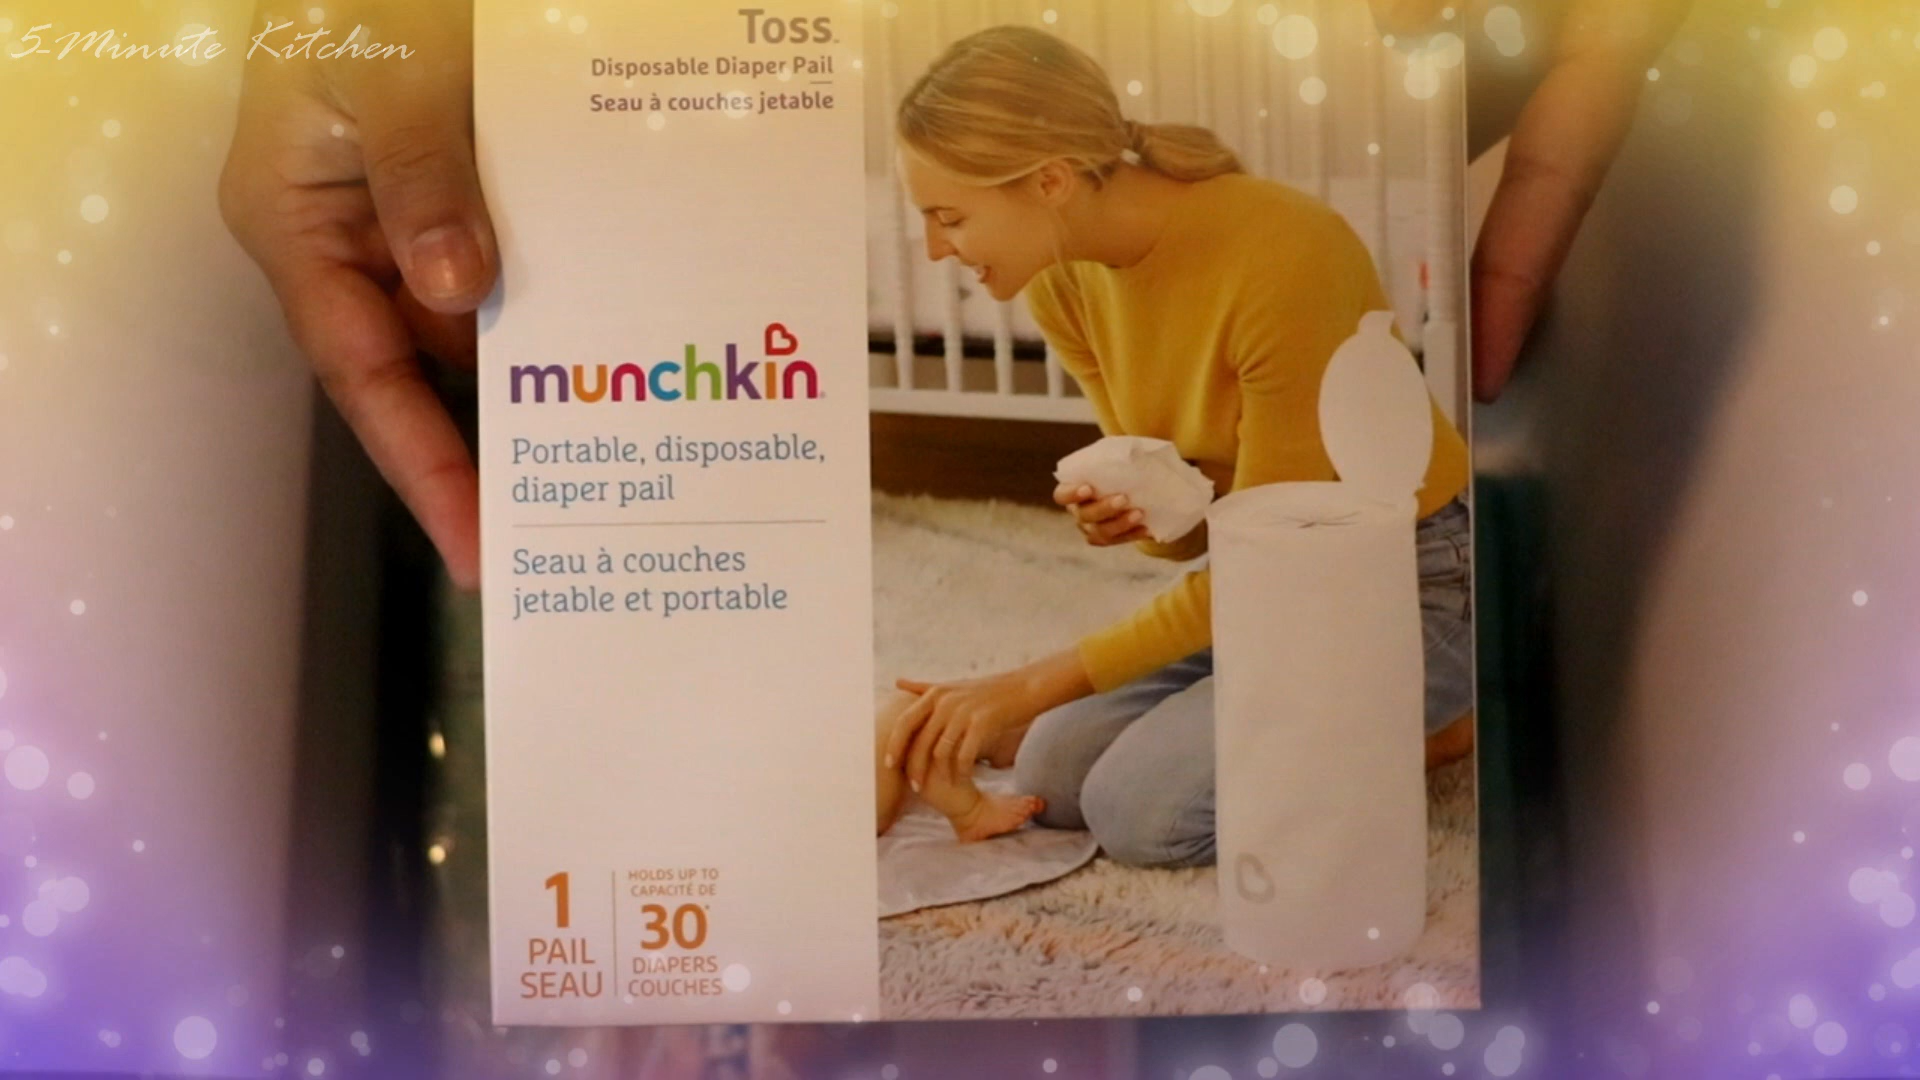 5-Minute Kitchen
Toss™
Disposable Diaper Pail
Seau à couches jetable
munchkin®
Portable, disposable,
diaper pail
Seau à couches
jetable et portable
1
PAIL
SEAU
HOLDS UP TO
CAPACITÉ DE
30*
DIAPERS
COUCHES